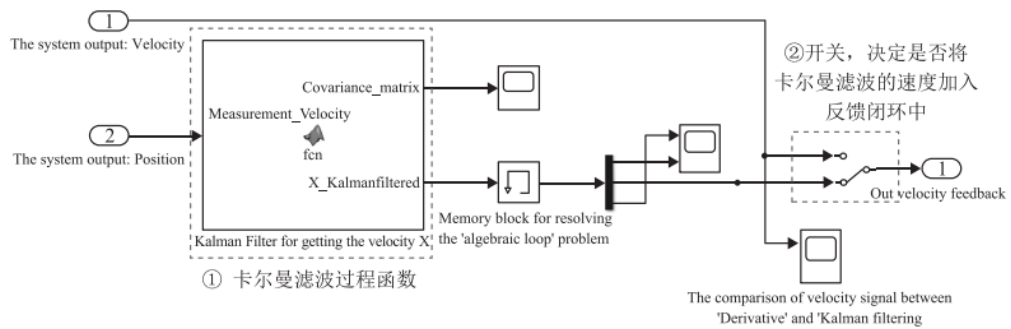 1
The system output: Velocity
2
The system output: Position
Covariance_matrix
Measurement_Velocity
fcn
X_Kalmanfiltered
Kalman Filter for getting the velocity X
① 卡尔曼滤波过程函数
Memory block for resolving
the 'algebraic loop' problem
②开关，决定是否将
卡尔曼滤波的速度加入
反馈闭环中
1
Out velocity feedback
The comparison of velocity signal between
'Derivative' and 'Kalman filtering